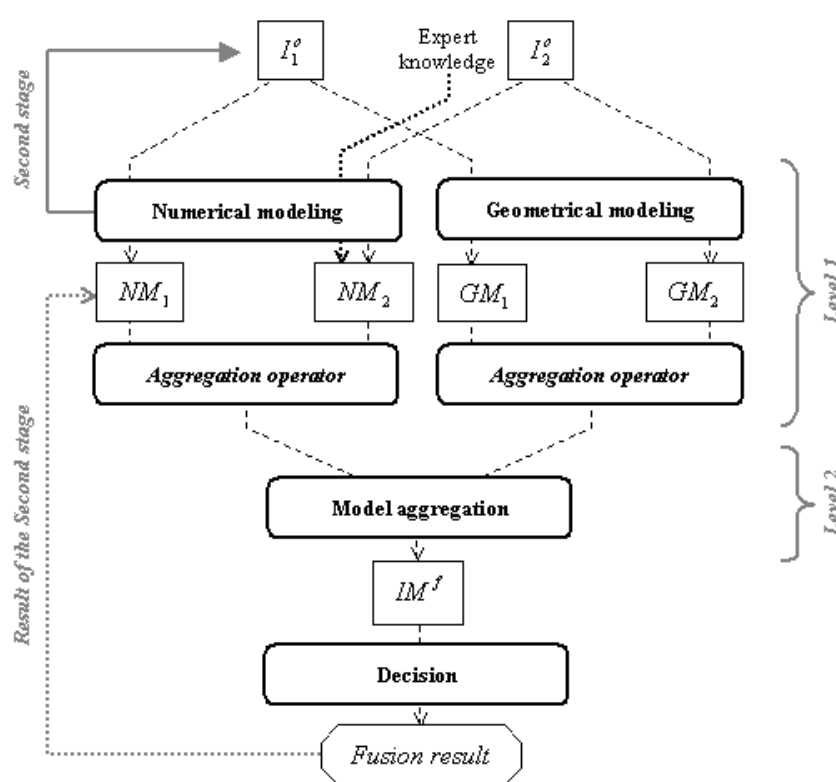 I₁ᵒ
Expert
knowledge
I₂ᵒ
Second stage
Numerical modeling
Geometrical modeling
Level 1
NM₁
NM₂
GM₁
GM₂
Aggregation operator
Aggregation operator
Result of the Second stage
Model aggregation
Level 2
IMᶠ
Decision
Fusion result